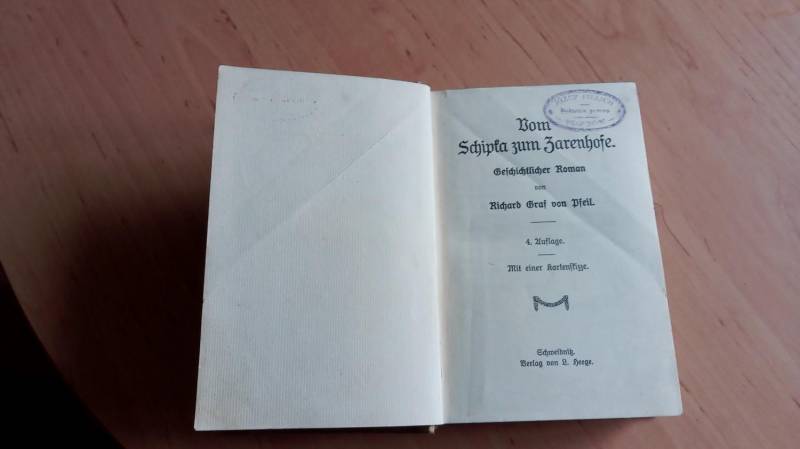 Vom
Schipka zum Zarenhofe.
Geschichtlicher Roman
von
Richard Graf von Pfeil.
4. Auflage.
Mit einer Kartenskizze.
Schweidnitz.
Verlag von L. Heege.